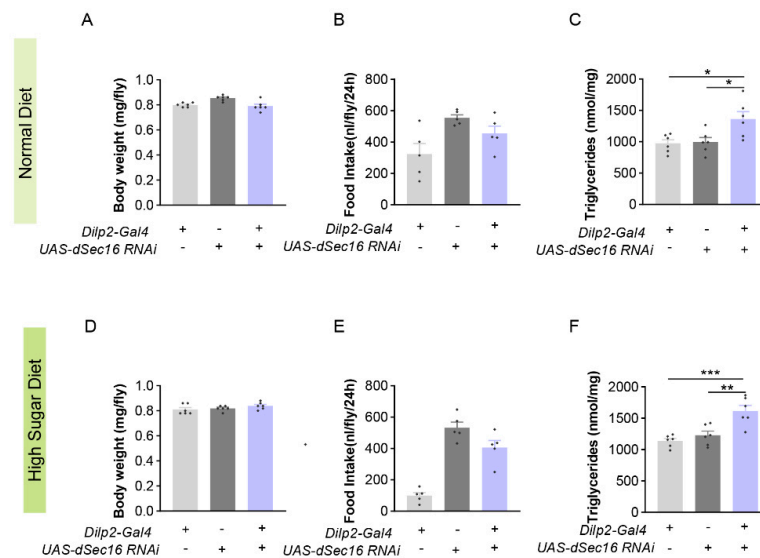 Normal Diet
A
Body weight (mg/fly)
1.0
0.8
0.6
0.4
0.2
0.0
Dilp2-Gal4 + - +
UAS-dSec16 RNAi - + +
B
Food Intake(nl/fly/24h)
800
600
400
200
0
Dilp2-Gal4 + - +
UAS-dSec16 RNAi - + +
C
Triglycerides (nmol/mg)
2000
1500
1000
500
0
*
*
Dilp2-Gal4 + - +
UAS-dSec16 RNAi - + +
High Sugar Diet
D
Body weight (mg/fly)
1.0
0.8
0.6
0.4
0.2
0.0
Dilp2-Gal4 + - +
UAS-dSec16 RNAi - + +
E
Food Intake(nl/fly/24h)
800
600
400
200
0
Dilp2-Gal4 + - +
UAS-dSec16 RNAi - + +
F
Triglycerides (nmol/mg)
2000
1500
1000
500
0
***
**
Dilp2-Gal4 + - +
UAS-dSec16 RNAi - + +